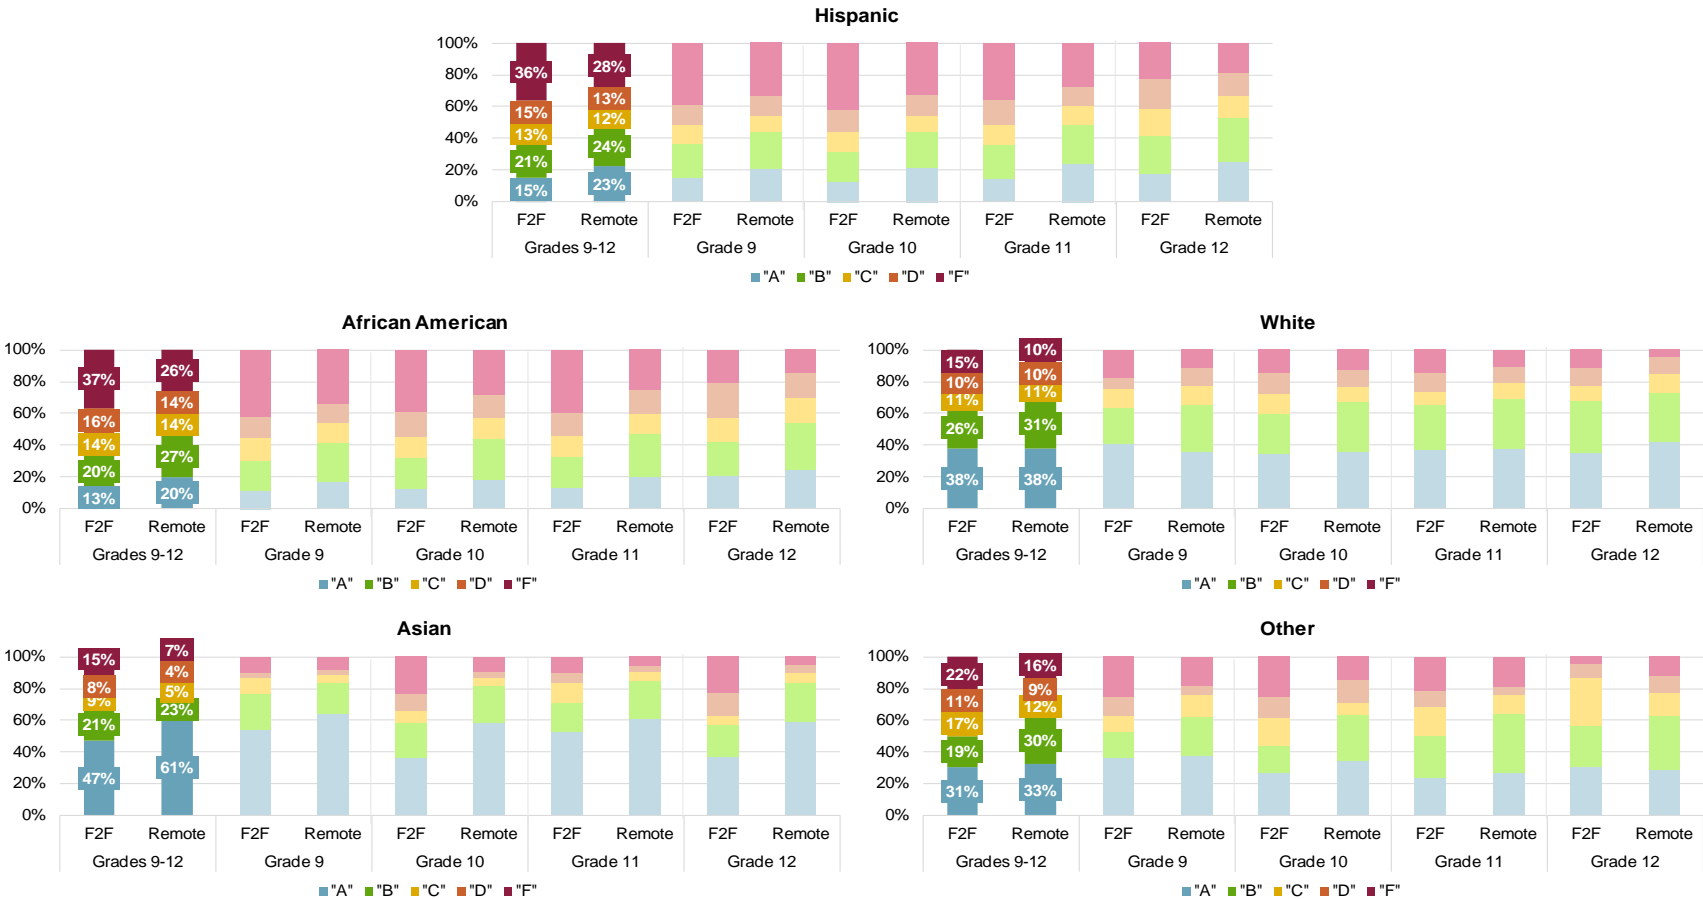 Hispanic
100%
80%
60%
40%
20%
0%
36% 28%
15% 13%
13% 12%
21% 24%
15% 23%
F2F Remote F2F Remote F2F Remote F2F Remote F2F Remote
Grades 9-12 Grade 9 Grade 10 Grade 11 Grade 12
"A" "B" "C" "D" "F"
African American
100%
80%
60%
40%
20%
0%
37% 26%
16% 14%
14% 14%
20% 27%
13% 20%
F2F Remote F2F Remote F2F Remote F2F Remote F2F Remote
Grades 9-12 Grade 9 Grade 10 Grade 11 Grade 12
"A" "B" "C" "D" "F"
White
100%
80%
60%
40%
20%
0%
15% 10%
10% 10%
11% 11%
26% 31%
38% 38%
F2F Remote F2F Remote F2F Remote F2F Remote F2F Remote
Grades 9-12 Grade 9 Grade 10 Grade 11 Grade 12
"A" "B" "C" "D" "F"
Asian
100%
80%
60%
40%
20%
0%
15% 7%
8% 4%
9% 5%
21% 23%
47% 61%
F2F Remote F2F Remote F2F Remote F2F Remote F2F Remote
Grades 9-12 Grade 9 Grade 10 Grade 11 Grade 12
"A" "B" "C" "D" "F"
Other
100%
80%
60%
40%
20%
0%
22% 16%
11% 9%
17% 12%
19% 30%
31% 33%
F2F Remote F2F Remote F2F Remote F2F Remote F2F Remote
Grades 9-12 Grade 9 Grade 10 Grade 11 Grade 12
"A" "B" "C" "D" "F"